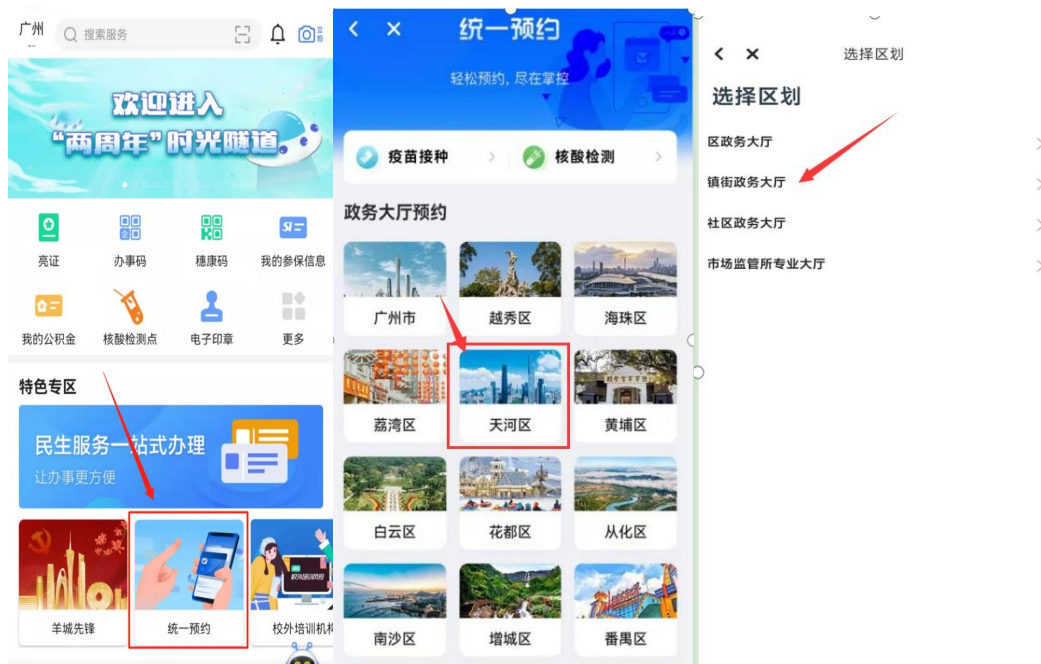 广州
搜索服务
立拍
欢迎进入
“两周年”时光隧道
亮证
办事码
穗康码
我的参保信息
我的公积金
核酸检测点
电子印章
更多
特色专区
民生服务一站式办理
让办事更方便
羊城先锋
统一预约
校外培训机构
统一预约
轻松预约，尽在掌控
疫苗接种
核酸检测
政务大厅预约
广州市
越秀区
海珠区
荔湾区
天河区
黄埔区
白云区
花都区
从化区
南沙区
增城区
番禺区
选择区划
选择区划
区政务大厅
镇街政务大厅
社区政务大厅
市场监管所专业大厅